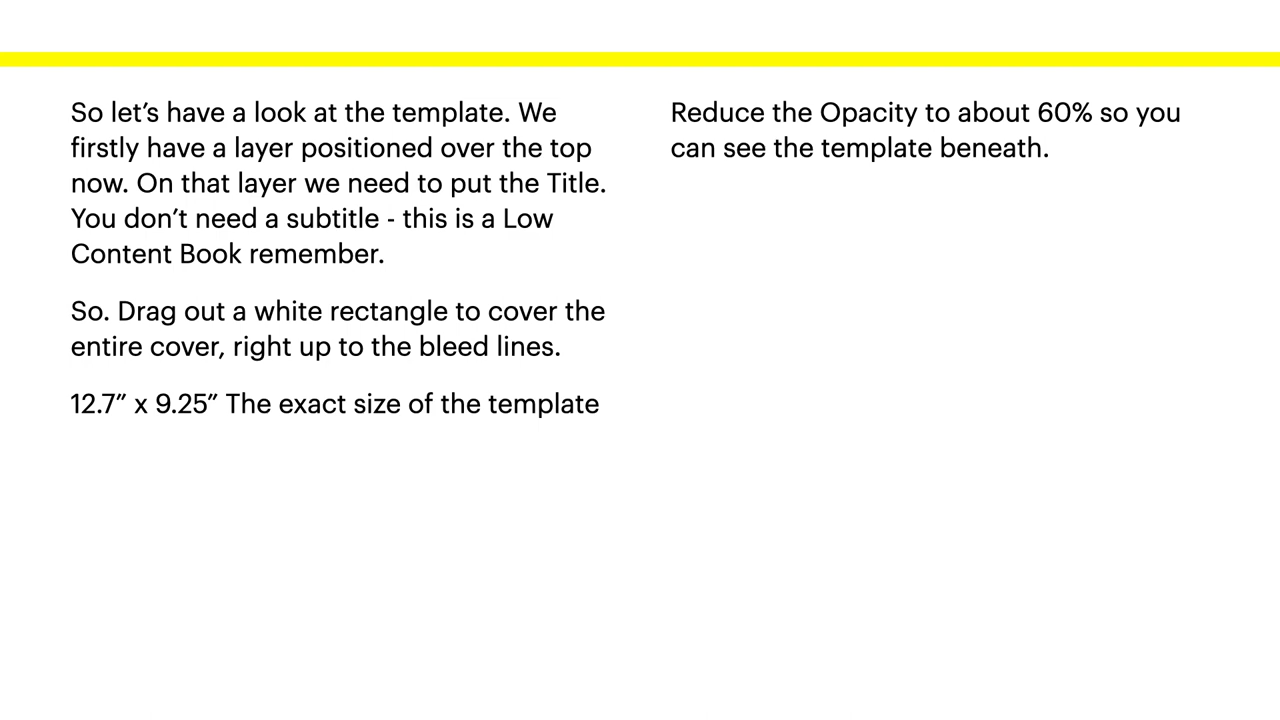 So let’s have a look at the template. We
firstly have a layer positioned over the top
now. On that layer we need to put the Title.
You don’t need a subtitle - this is a Low
Content Book remember.
So. Drag out a white rectangle to cover the
entire cover, right up to the bleed lines.
12.7” x 9.25” The exact size of the template
Reduce the Opacity to about 60% so you
can see the template beneath.